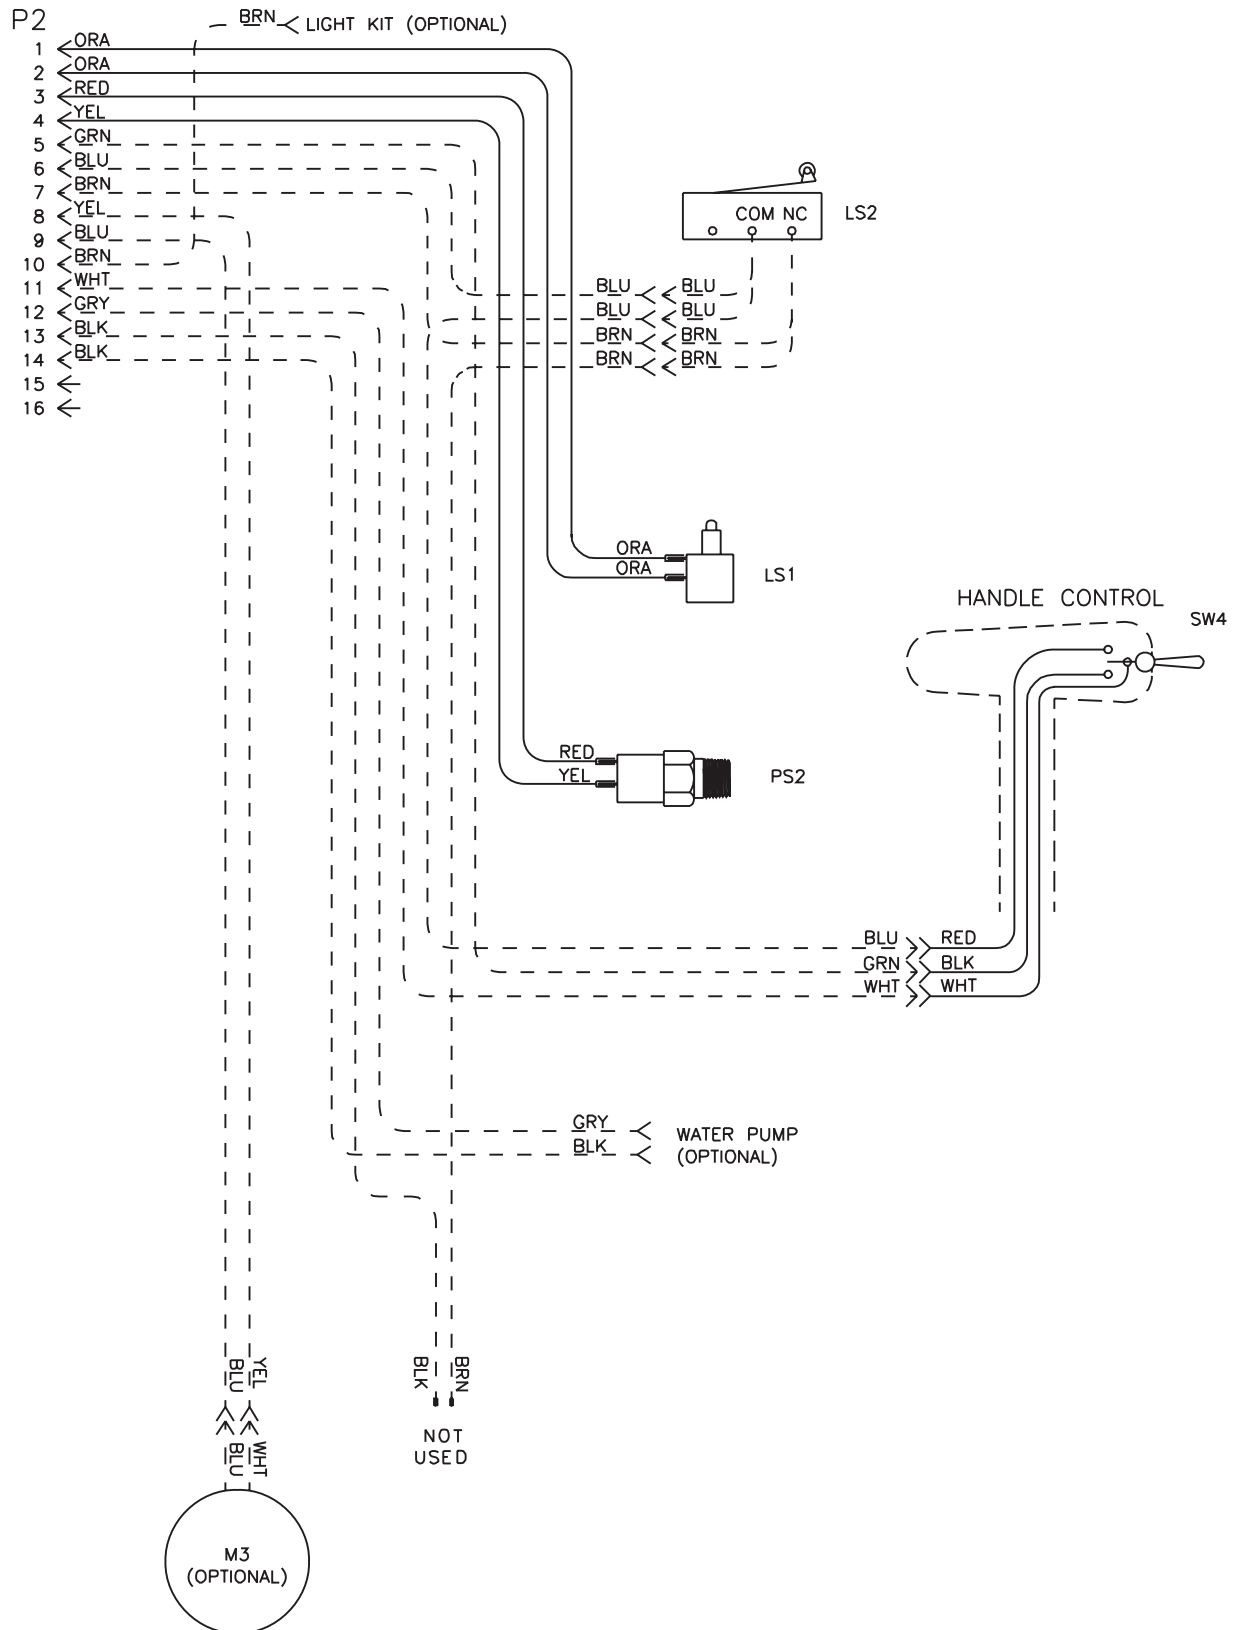 P2
BRN LIGHT KIT (OPTIONAL)
1 ORA
2 ORA
3 RED
4 YEL
5 GRN
6 BLU
7 BRN
8 YEL
9 BLU
10 BRN
11 WHT
12 GRY
13 BLK
14 BLK
15
16
COM NC
LS2
BLU BLU
BLU BLU
BRN BRN
BRN BRN
ORA
ORA
LS1
HANDLE CONTROL
SW4
RED
YEL
PS2
BLU RED
GRN BLK
WHT WHT
GRY
BLK
WATER PUMP
(OPTIONAL)
BLU YEL
BLK BRN
NOT
USED
BLU WHT
M3
(OPTIONAL)